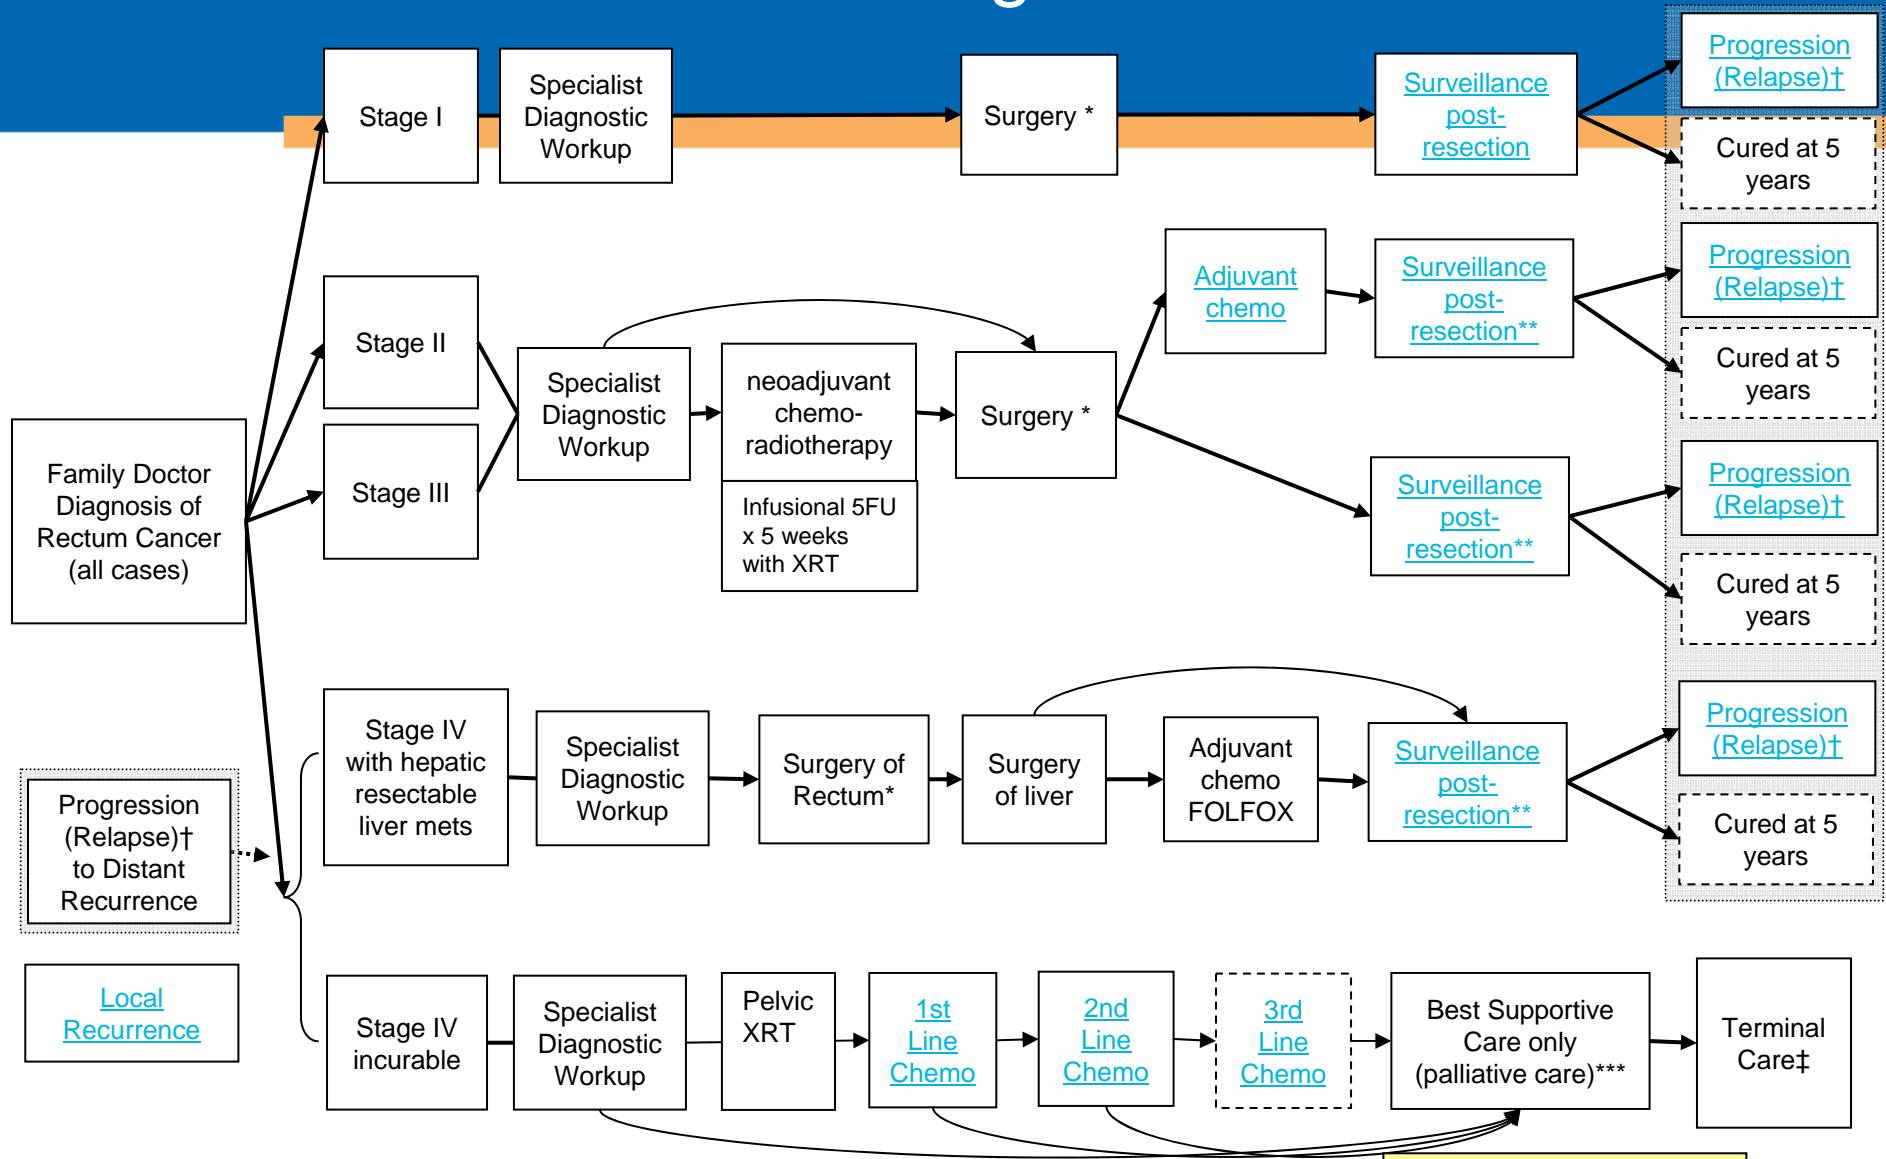 Stage I
Specialist
Diagnostic
Workup
Surgery *
Surveillance
post-
resection
Progression
(Relapse)†
Cured at 5
years
Stage II
Stage III
Specialist
Diagnostic
Workup
neoadjuvant
chemo-
radiotherapy
Infusional 5FU
x 5 weeks
with XRT
Surgery *
Adjuvant
chemo
Surveillance
post-
resection**
Progression
(Relapse)†
Cured at 5
years
Surveillance
post-
resection**
Progression
(Relapse)†
Cured at 5
years
Family Doctor
Diagnosis of
Rectum Cancer
(all cases)
Stage IV
with hepatic
resectable
liver mets
Specialist
Diagnostic
Workup
Surgery of
Rectum*
Surgery
of liver
Adjuvant
chemo
FOLFOX
Surveillance
post-
resection**
Progression
(Relapse)†
Cured at 5
years
Progression
(Relapse)†
to Distant
Recurrence
Local
Recurrence
Stage IV
incurable
Specialist
Diagnostic
Workup
Pelvic
XRT
1st
Line
Chemo
2nd
Line
Chemo
3rd
Line
Chemo
Best Supportive
Care only
(palliative care)***
Terminal
Care‡